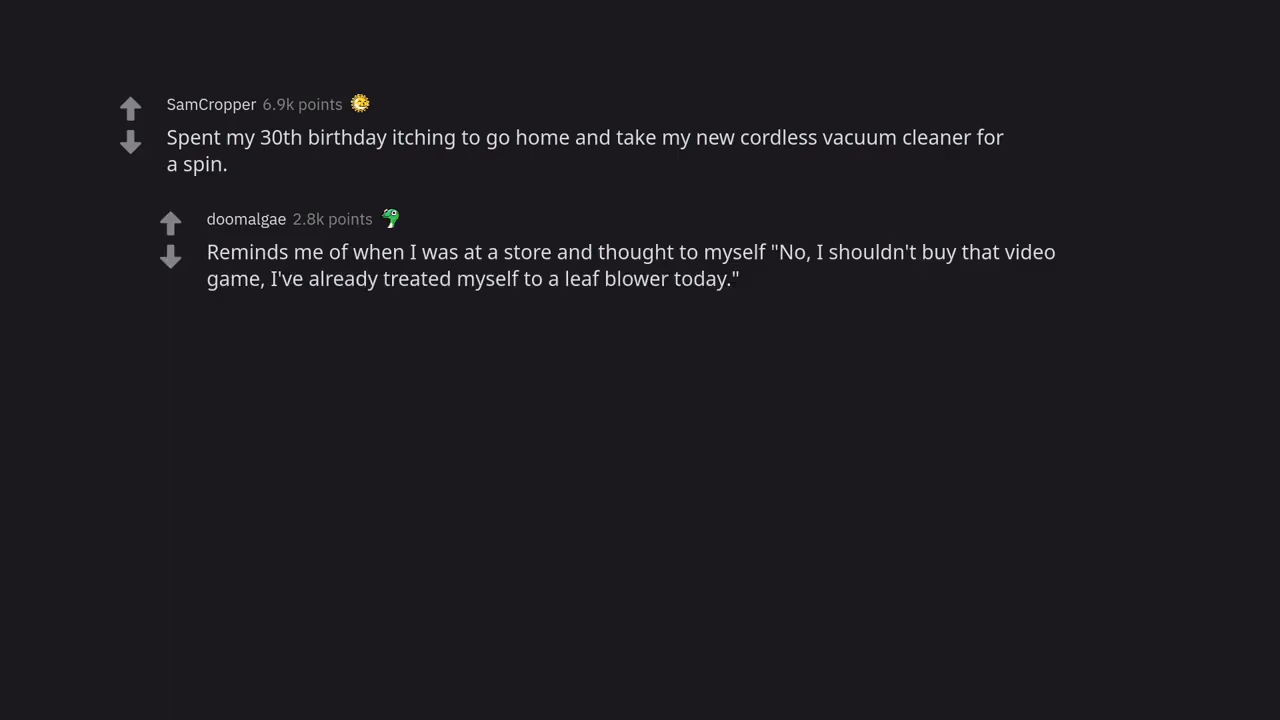 SamCropper 6.9k points
Spent my 30th birthday itching to go home and take my new cordless vacuum cleaner for
a spin.
doomalgae 2.8k points
Reminds me of when I was at a store and thought to myself "No, I shouldn't buy that video
game, I've already treated myself to a leaf blower today."